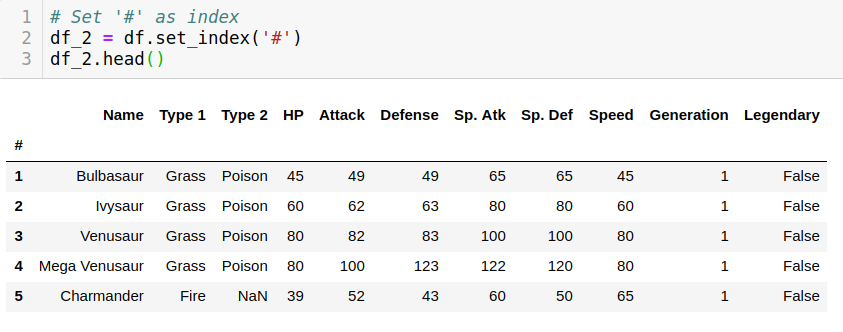 1 # Set '#' as index
2 df_2 = df.set_index('#')
3 df_2.head()
Name Type 1 Type 2 HP Attack Defense Sp. Atk Sp. Def Speed Generation Legendary
#
1 Bulbasaur Grass Poison 45 49 49 65 65 45 1 False
2 Ivysaur Grass Poison 60 62 63 80 80 60 1 False
3 Venusaur Grass Poison 80 82 83 100 100 80 1 False
4 Mega Venusaur Grass Poison 80 100 123 122 120 80 1 False
5 Charmander Fire NaN 39 52 43 60 50 65 1 False